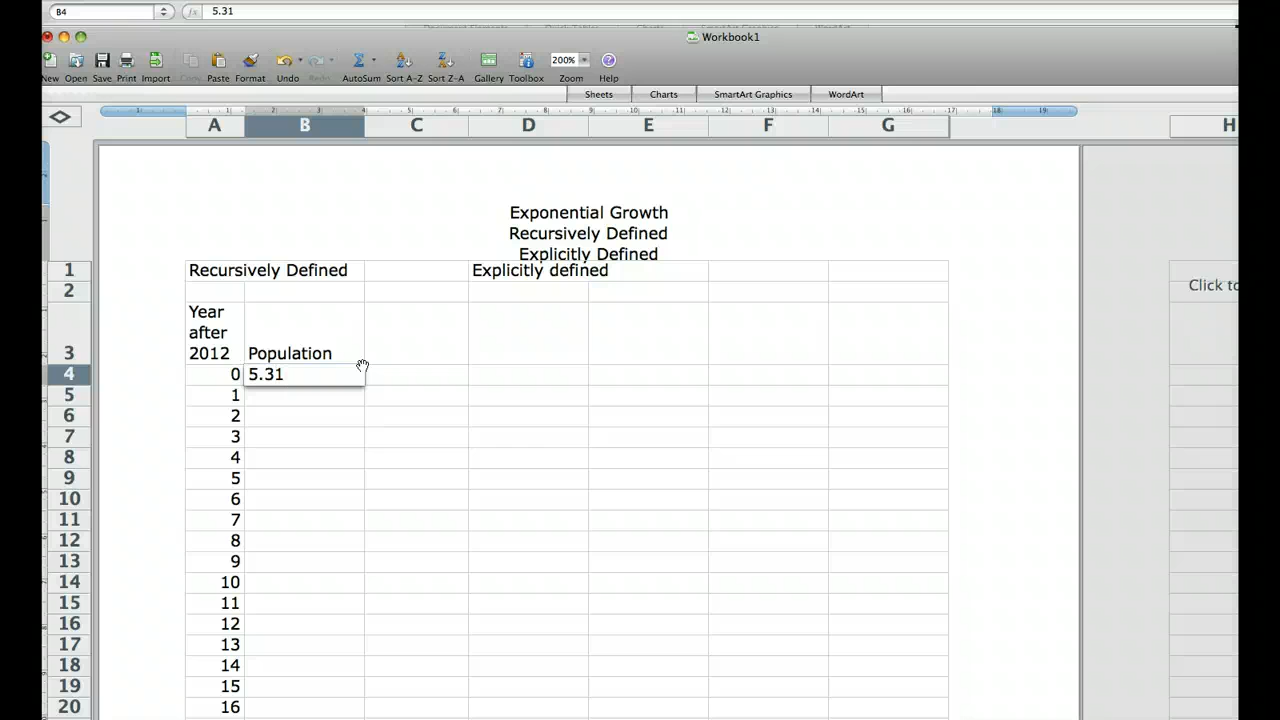 B4 fx 5.31
Workbook1
New Open Save Print Import Copy Paste Format Undo Redo AutoSum Sort A-Z Sort Z-A Gallery Toolbox Zoom Help
200%
Sheets Charts SmartArt Graphics WordArt
A B C D E F G H
Exponential Growth
Recursively Defined
Explicitly Defined
1 Recursively Defined Explicitly defined
2
Click to
Year
after
3 2012 Population
4 0 5.31
5 1
6 2
7 3
8 4
9 5
10 6
11 7
12 8
13 9
14 10
15 11
16 12
17 13
18 14
19 15
20 16